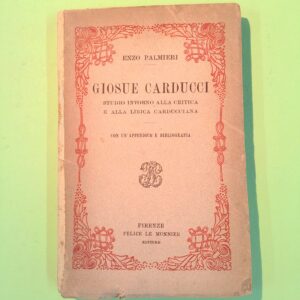 ENZO PALMIERI
GIOSUE CARDUCCI
STUDIO INTORNO ALLA CRITICA
E ALLA LIRICA CARDUCCIANA
CON UN'APPENDICE E BIBLIOGRAFIA
FIRENZE
FELICE LE MONNIER
EDITORE